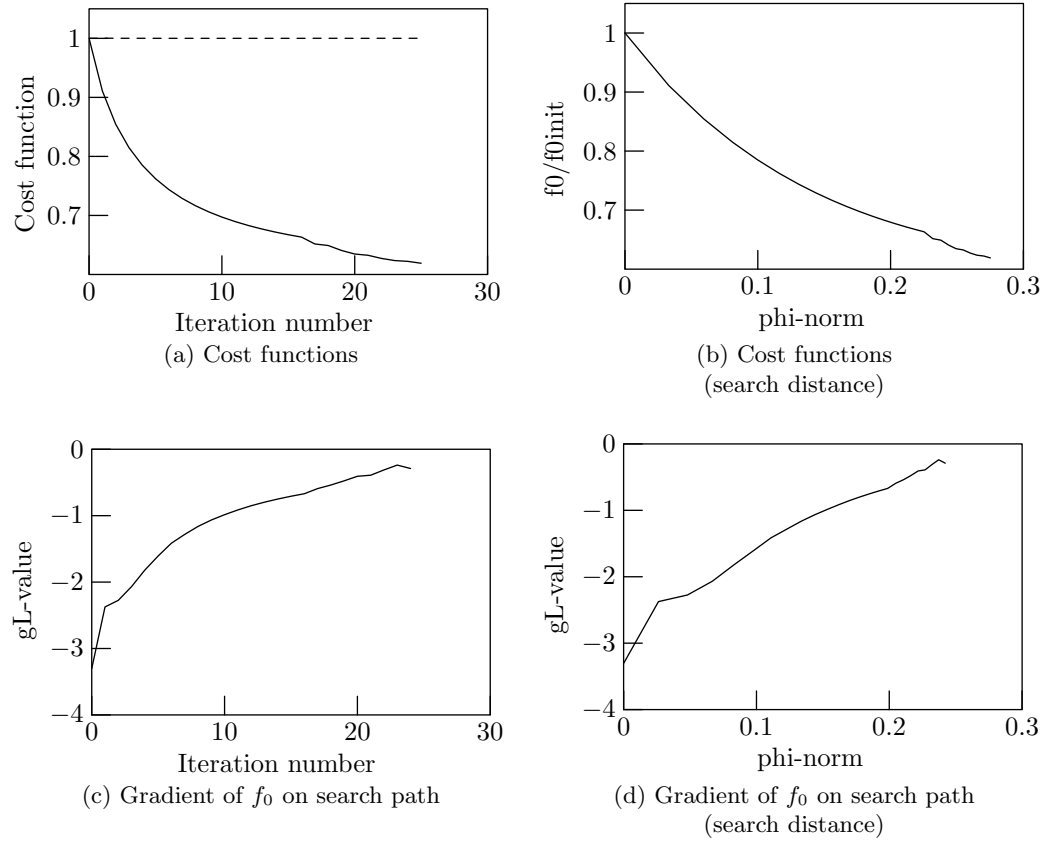 Cost function
1
0.9
0.8
0.7
0
10
20
30
Iteration number
(a) Cost functions
f0/f0init
1
0.9
0.8
0.7
0
0.1
0.2
0.3
phi-norm
(b) Cost functions
(search distance)
gL-value
0
−1
−2
−3
−4
0
10
20
30
Iteration number
(c) Gradient of f0 on search path
gL-value
0
−1
−2
−3
−4
0
0.1
0.2
0.3
phi-norm
(d) Gradient of f0 on search path
(search distance)